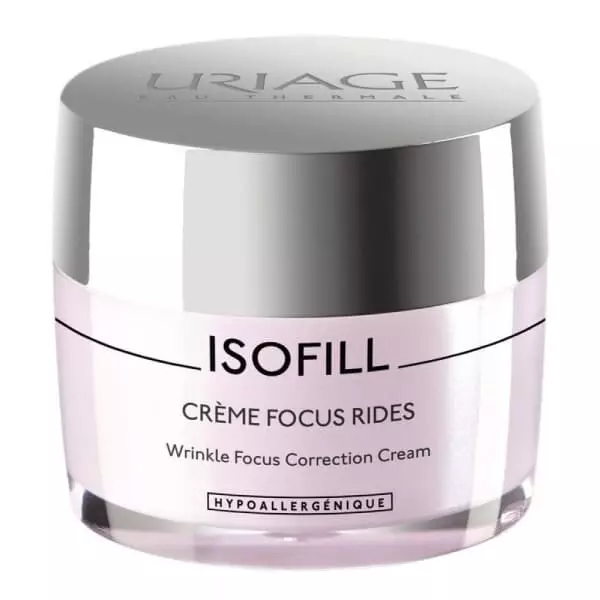 URIAGE
EAU THERMALE
ISOFILL
CRÈME FOCUS RIDES
Wrinkle Focus Correction Cream
HYPOALLERGÉNIQUE